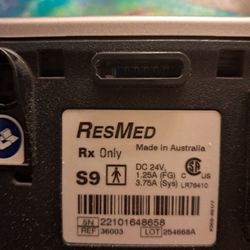 RESMED
Rx Only
Made in Australia
S9
DC 24V,
1.25A (FG)
3.75A (Sys)
C US
LR76410
SN 22101648658
REF 36003 LOT 254668A